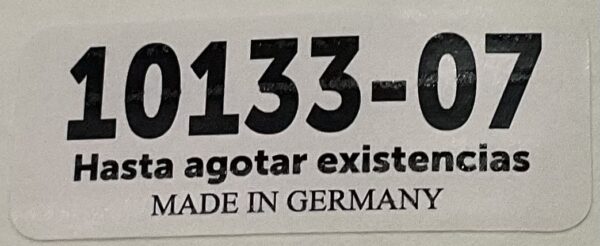 10133-07
Hasta agotar existencias
MADE IN GERMANY